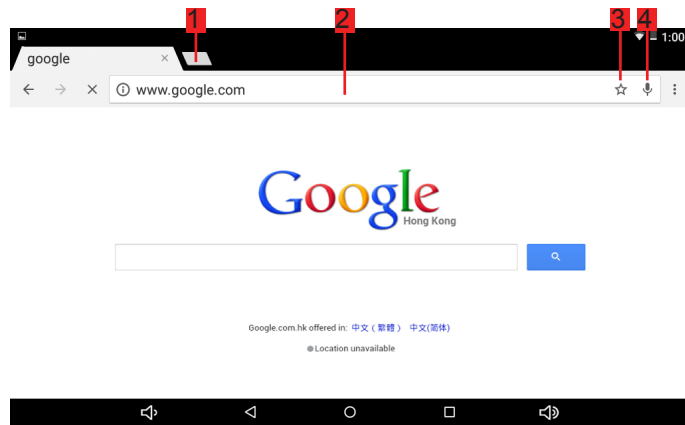 1 2 3 4
1:00
google
www.google.com
Google
Hong Kong
Google.com.hk offered in: 中文（繁體） 中文(简体)
Location unavailable